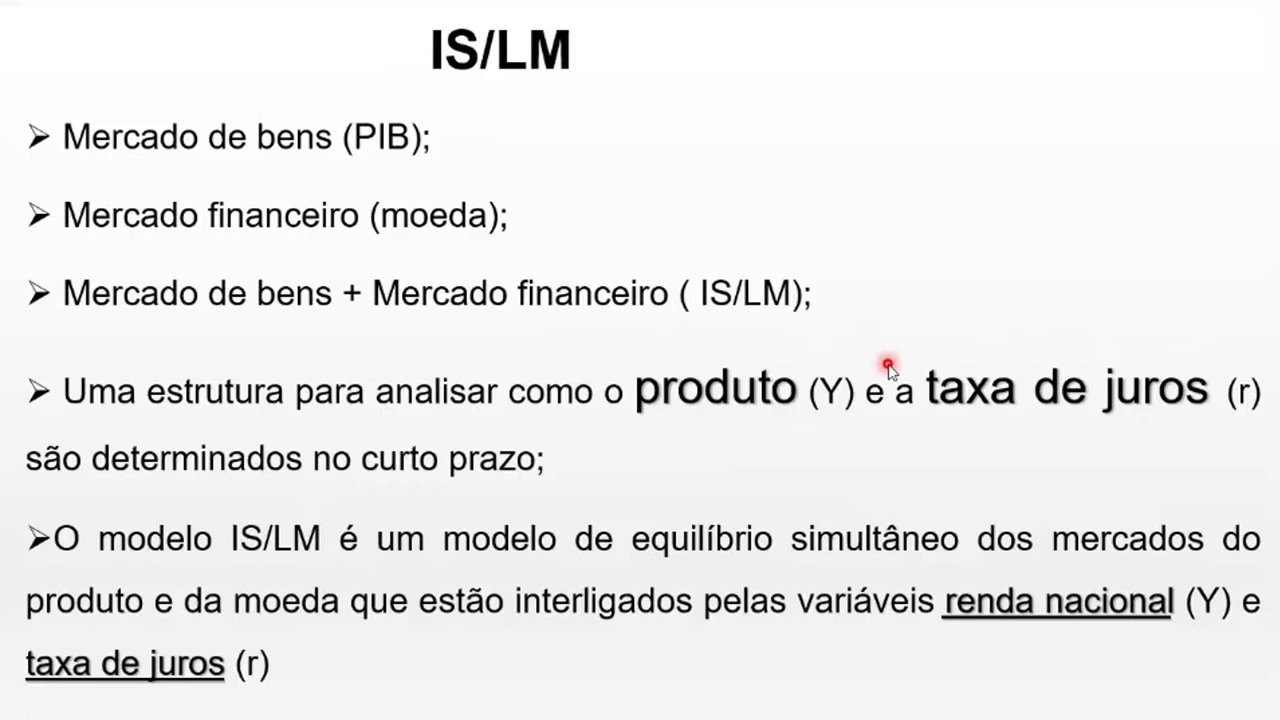 IS/LM
➢ Mercado de bens (PIB);
➢ Mercado financeiro (moeda);
➢ Mercado de bens + Mercado financeiro ( IS/LM);
➢ Uma estrutura para analisar como o produto (Y) e a taxa de juros (r)
são determinados no curto prazo;
➢O modelo IS/LM é um modelo de equilíbrio simultâneo dos mercados do
produto e da moeda que estão interligados pelas variáveis renda nacional (Y) e
taxa de juros (r)